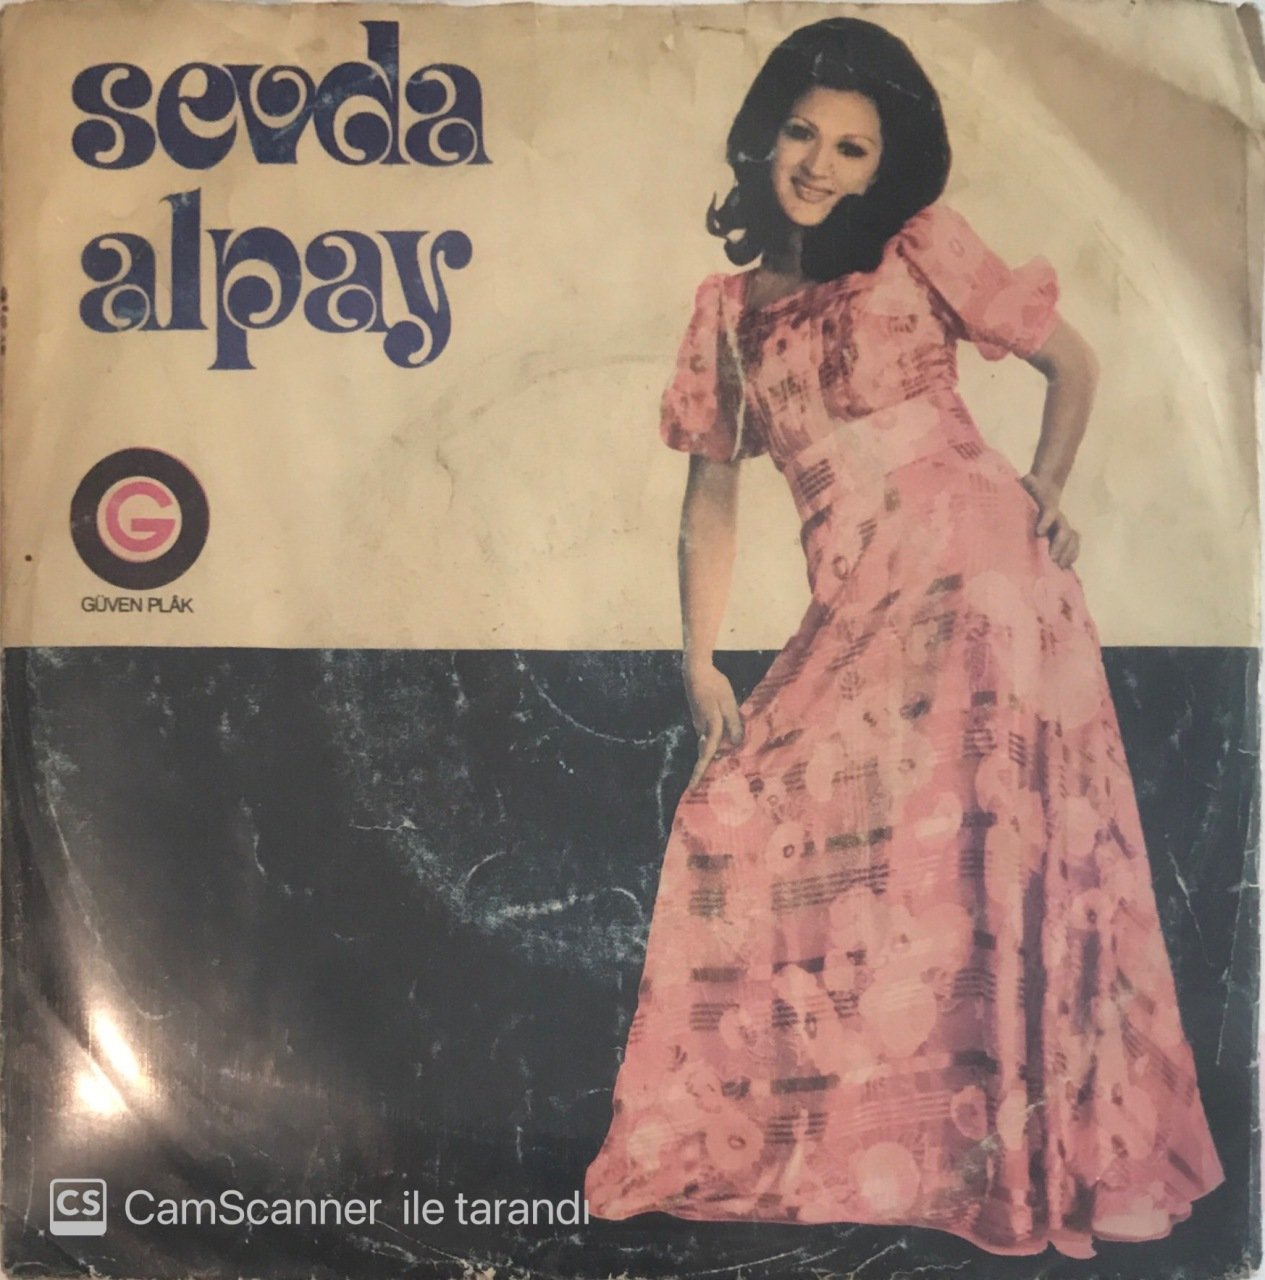 sevda
alpay
G
GÜVEN PLÂK
CS CamScanner ile tarandı